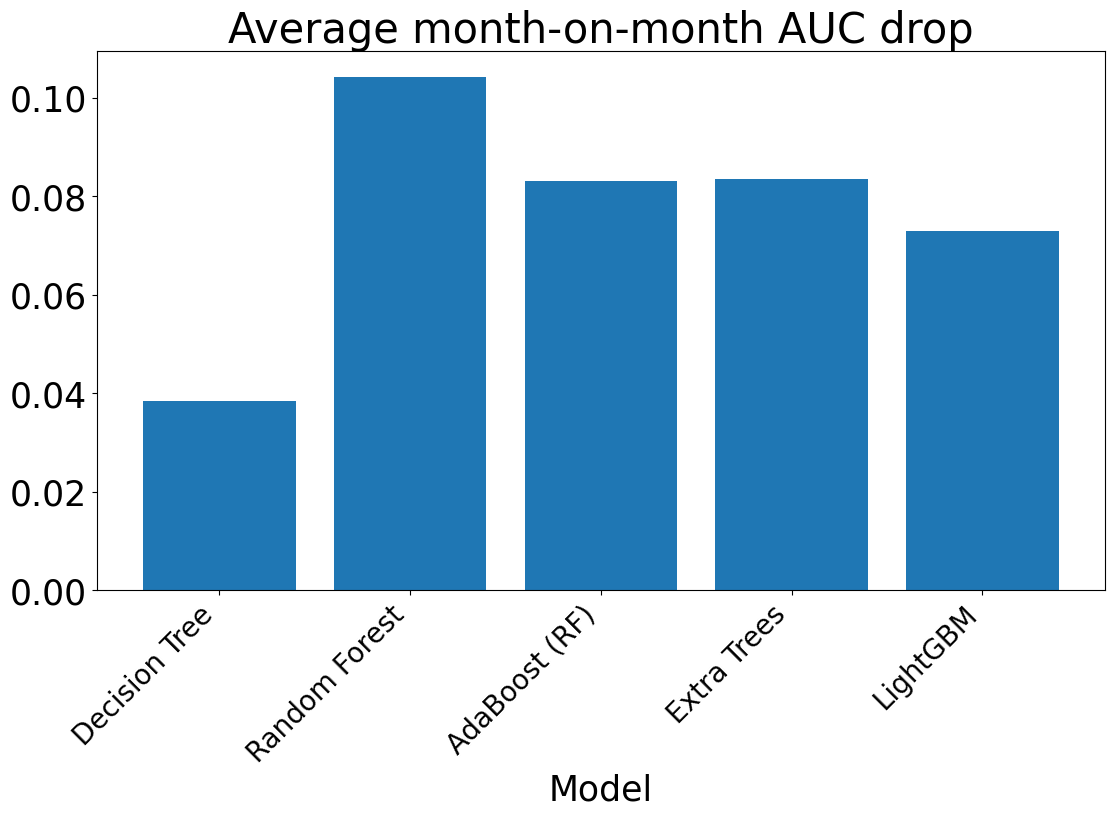 Average month-on-month AUC drop
0.10
0.08
0.06
0.04
0.02
0.00
Decision Tree
Random Forest
AdaBoost (RF)
Extra Trees
LightGBM
Model